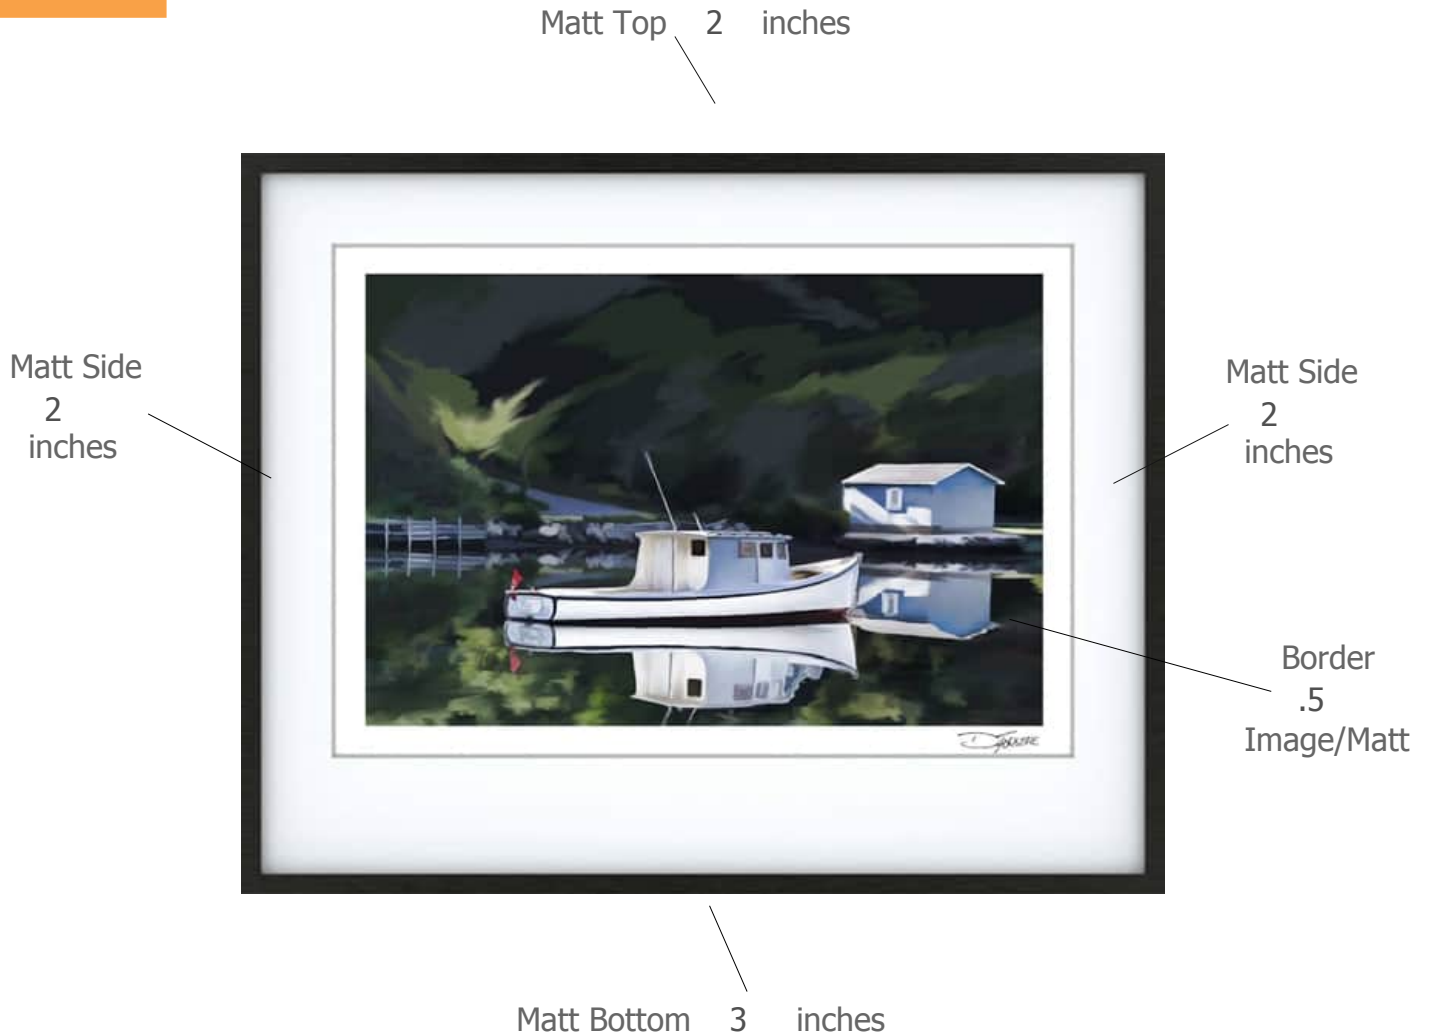 Matt Top 2 inches
Matt Side
2
inches
Matt Side
2
inches
Border
.5
Image/Matt
Matt Bottom 3 inches